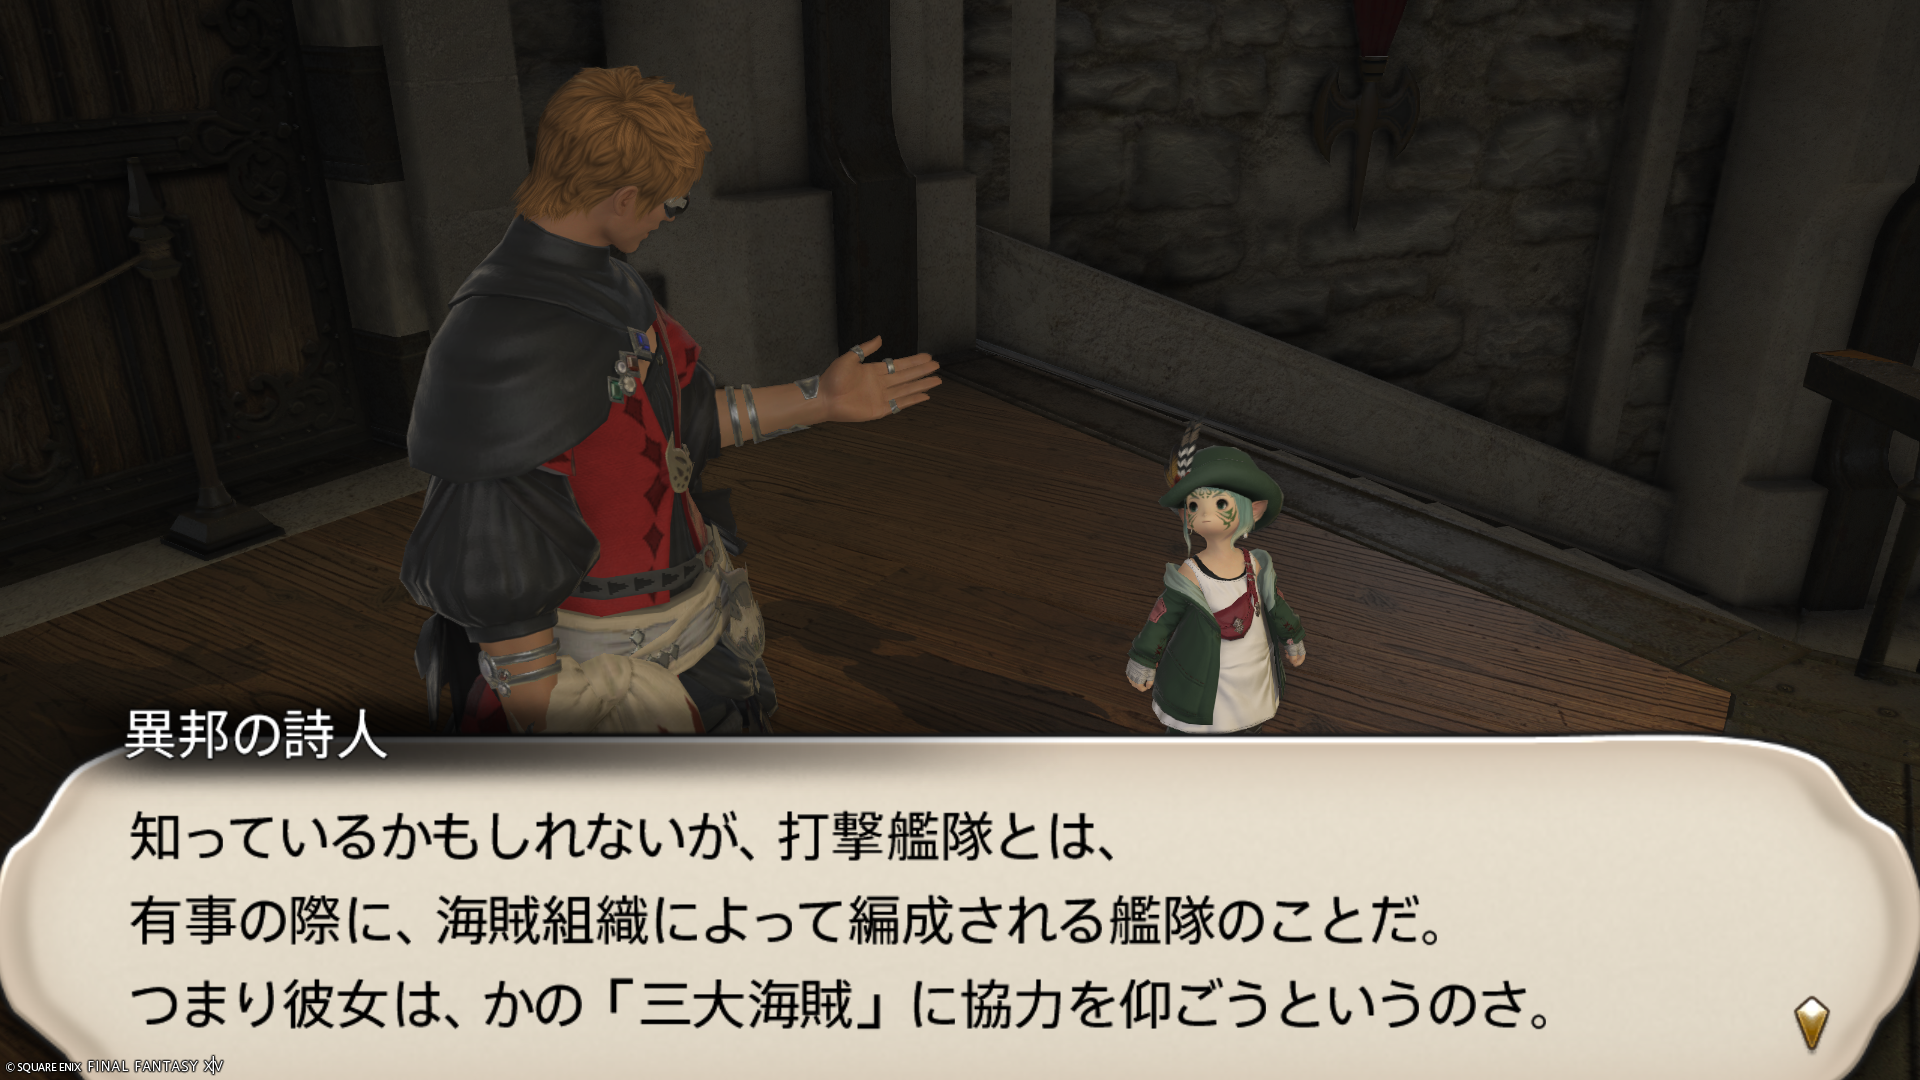 異邦の詩人
知っているかもしれないが、打撃艦隊とは、
有事の際に、海賊組織によって編成される艦隊のことだ。
つまり彼女は、かの「三大海賊」に協力を仰ごうというのさ。
© SQUARE ENIX FINAL FANTASY XIV